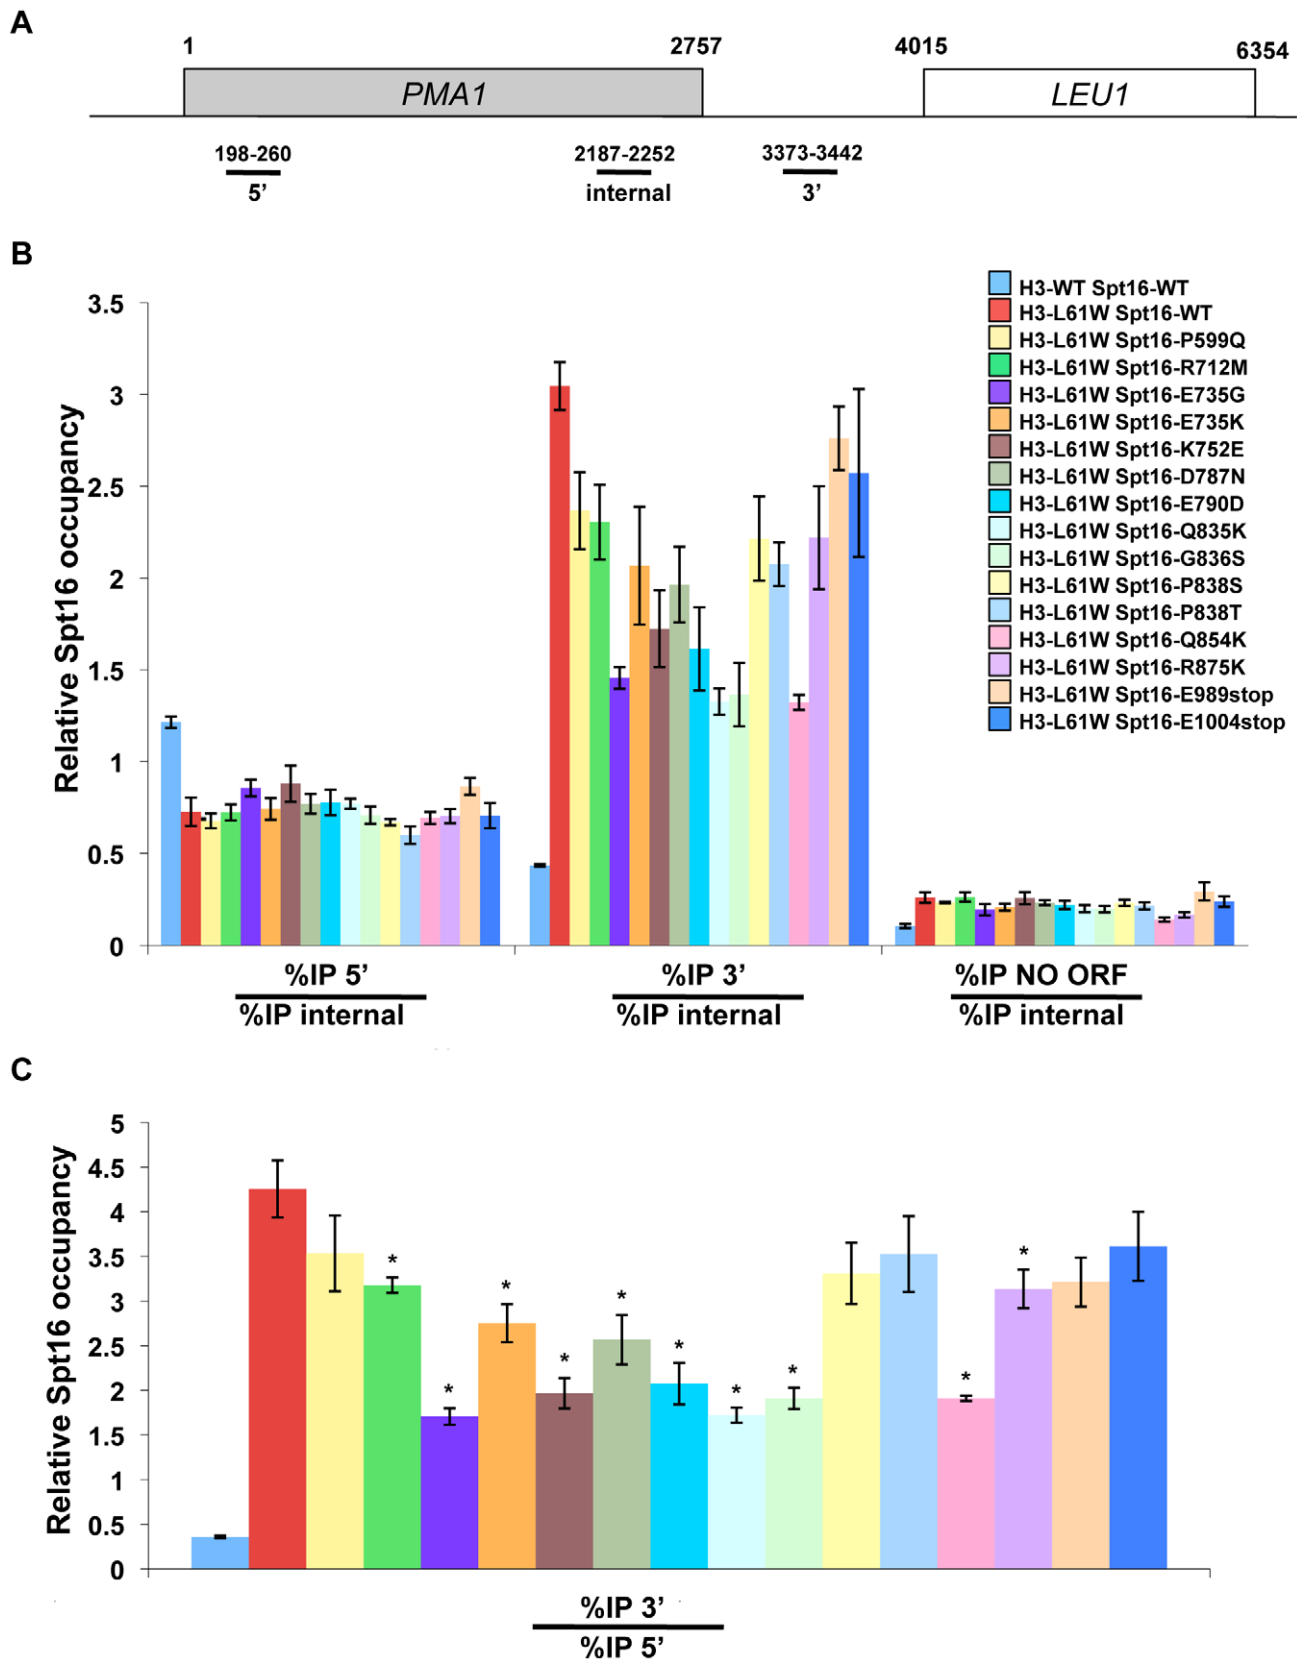 A
1 2757 4015 6354
PMA1 LEU1
198-260 2187-2252 3373-3442
5’ internal 3’
B
Relative Spt16 occupancy
3.5
3
2.5
2
1.5
1
0.5
0
H3-WT Spt16-WT
H3-L61W Spt16-WT
H3-L61W Spt16-P599Q
H3-L61W Spt16-R712M
H3-L61W Spt16-E735G
H3-L61W Spt16-E735K
H3-L61W Spt16-K752E
H3-L61W Spt16-D787N
H3-L61W Spt16-E790D
H3-L61W Spt16-Q835K
H3-L61W Spt16-G836S
H3-L61W Spt16-P838S
H3-L61W Spt16-P838T
H3-L61W Spt16-Q854K
H3-L61W Spt16-R875K
H3-L61W Spt16-E989stop
H3-L61W Spt16-E1004stop
%IP 5’
%IP internal
%IP 3’
%IP internal
%IP NO ORF
%IP internal
C
Relative Spt16 occupancy
5
4.5
4
3.5
3
2.5
2
1.5
1
0.5
0
* * * * * * * * * *
%IP 3’
%IP 5’